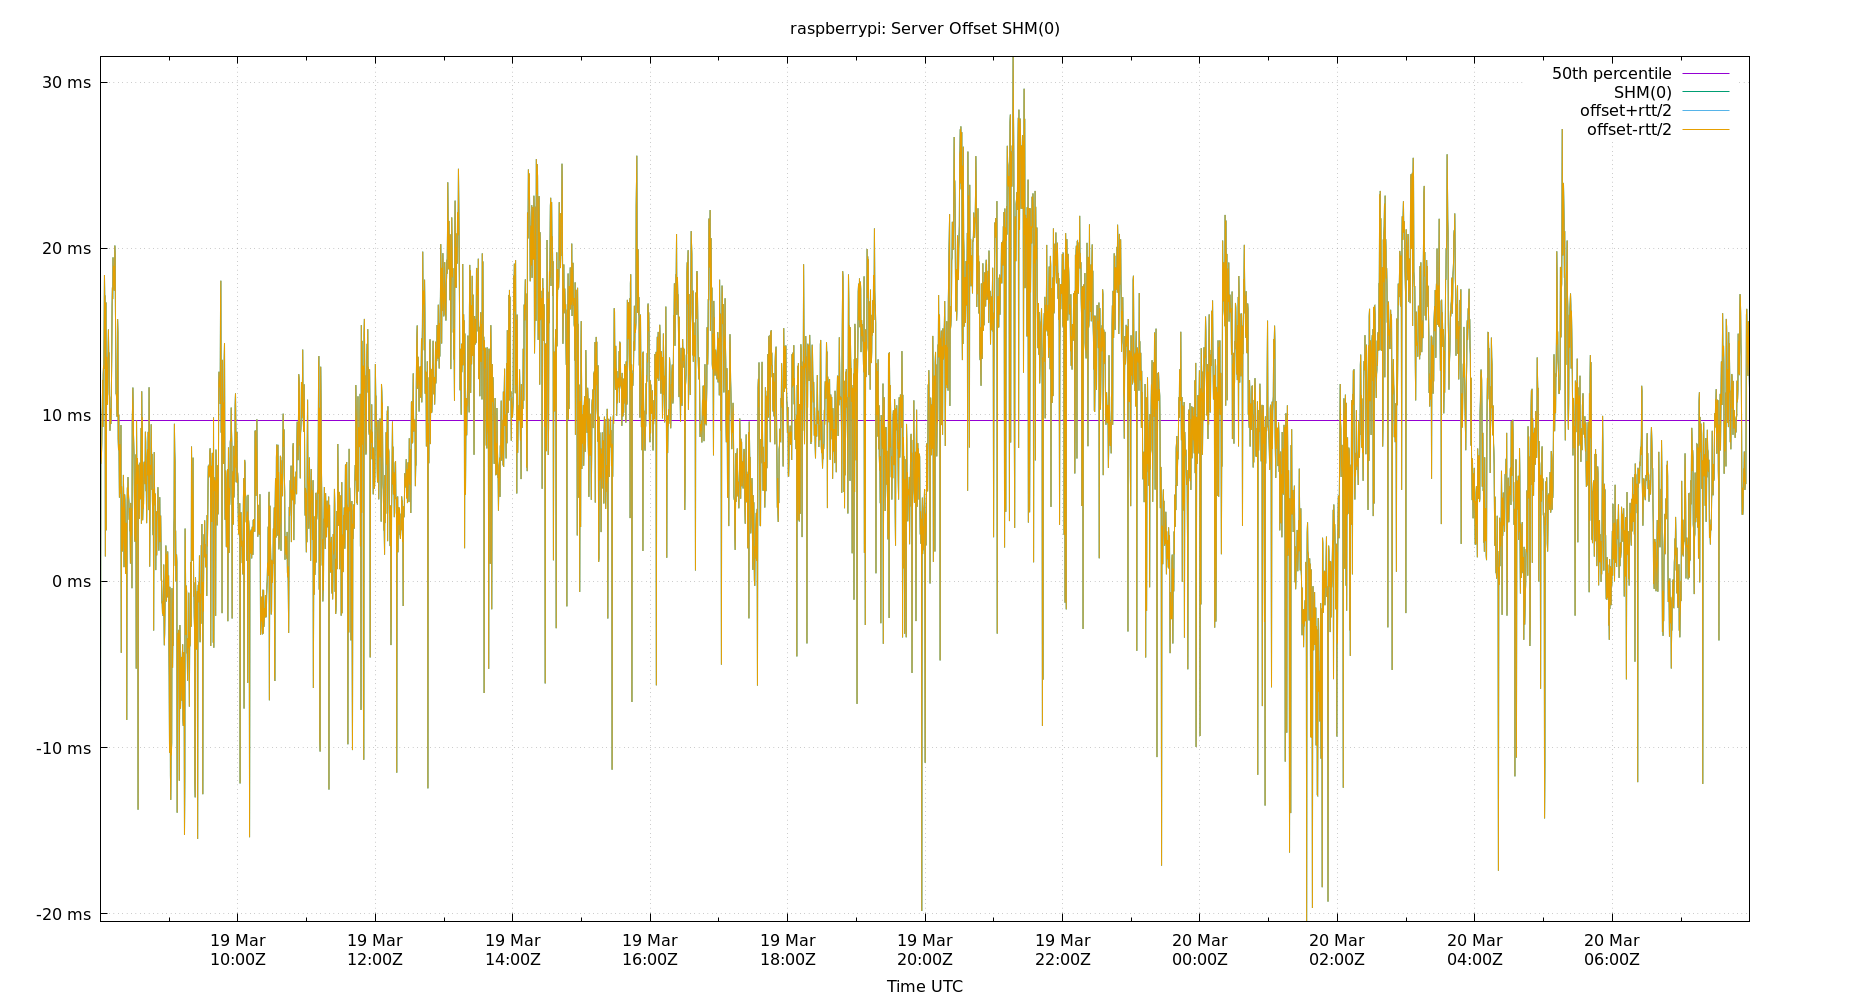 raspberrypi: Server Offset SHM(0)
50th percentile
SHM(0)
offset+rtt/2
offset-rtt/2
30 ms
20 ms
10 ms
0 ms
-10 ms
-20 ms
19 Mar 19 Mar 19 Mar 19 Mar 19 Mar 19 Mar 19 Mar 20 Mar 20 Mar 20 Mar 20 Mar
10:00Z 12:00Z 14:00Z 16:00Z 18:00Z 20:00Z 22:00Z 00:00Z 02:00Z 04:00Z 06:00Z
Time UTC